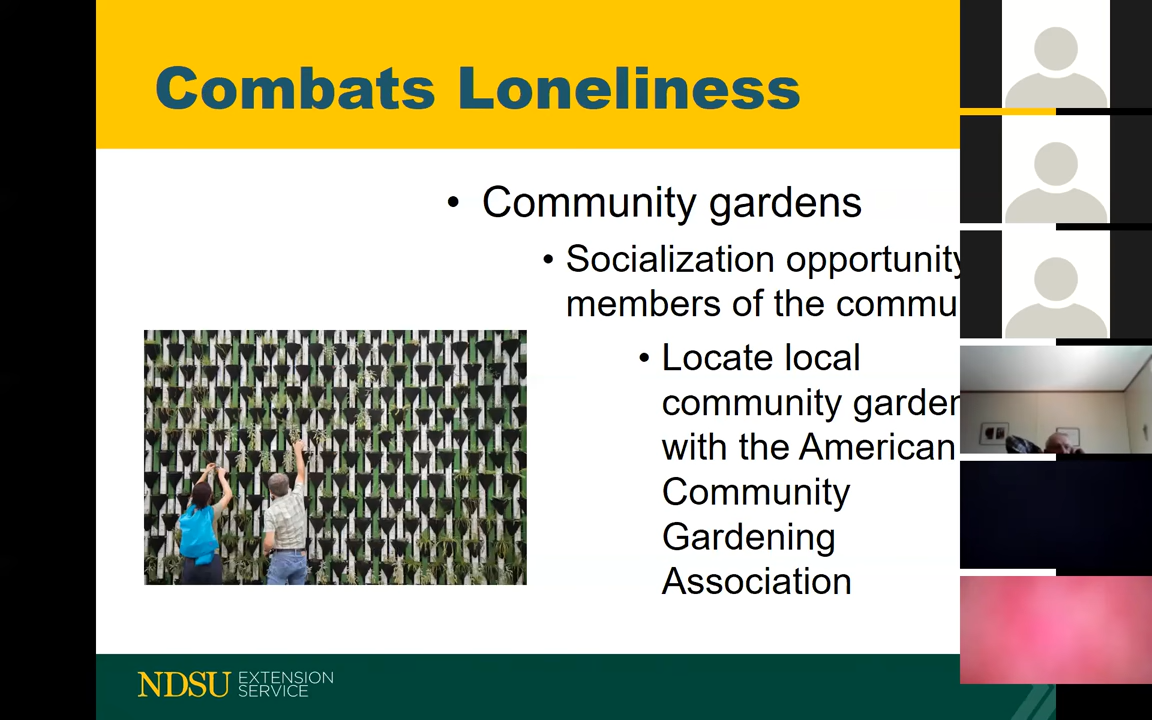 Combats Loneliness
• Community gardens
• Socialization opportunity
members of the commu
• Locate local
community garden
with the American
Community
Gardening
Association
NDSU EXTENSION
SERVICE